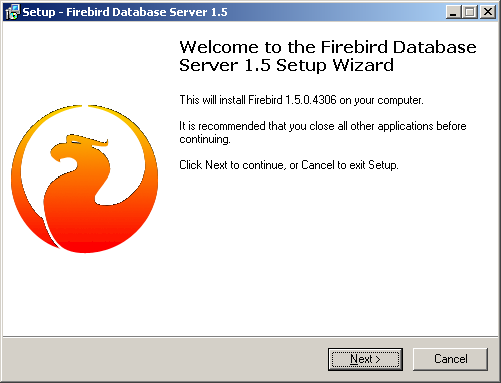 Setup - Firebird Database Server 1.5
Welcome to the Firebird Database
Server 1.5 Setup Wizard
This will install Firebird 1.5.0.4306 on your computer.
It is recommended that you close all other applications before
continuing.
Click Next to continue, or Cancel to exit Setup.
Next >
Cancel